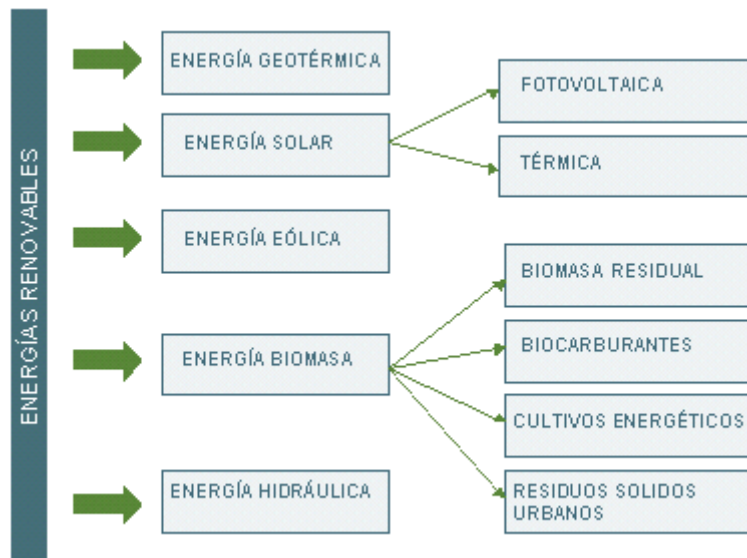 ENERGÍAS RENOVABLES
ENERGÍA GEOTÉRMICA
ENERGÍA SOLAR
FOTOVOLTAICA
TÉRMICA
ENERGÍA EÓLICA
ENERGÍA BIOMASA
BIOMASA RESIDUAL
BIOCARBURANTES
CULTIVOS ENERGÉTICOS
RESIDUOS SOLIDOS
URBANOS
ENERGÍA HIDRÁULICA